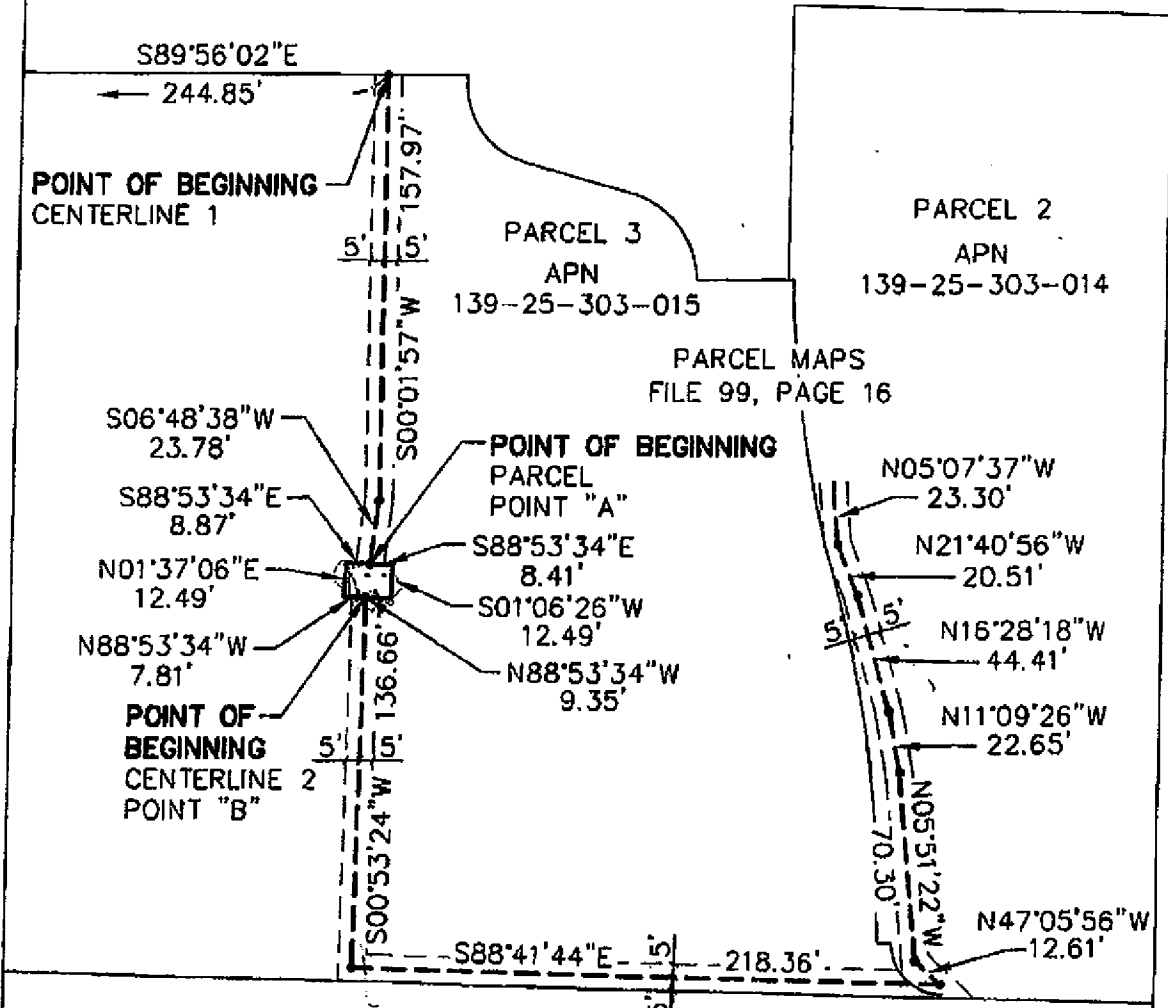 S89°56'02"E
244.85'
POINT OF BEGINNING
CENTERLINE 1
157.97'
5' 5'
S00°01'57"W
PARCEL 3
APN
139-25-303-015
PARCEL 2
APN
139-25-303-014
PARCEL MAPS
FILE 99, PAGE 16
S06°48'38"W
23.78'
POINT OF BEGINNING
PARCEL
POINT "A"
S88°53'34"E
8.87'
S88°53'34"E
8.41'
N01°37'06"E
12.49'
S01°06'26"W
12.49'
N88°53'34"W
7.81'
N88°53'34"W
9.35'
136.66'
POINT OF
BEGINNING
CENTERLINE 2
POINT "B"
5' 5'
S00°53'24"W
N05°07'37"W
23.30'
N21°40'56"W
20.51'
5' 5'
N16°28'18"W
44.41'
N11°09'26"W
22.65'
N05°51'22"W
70.30'
N47°05'56"W
12.61'
S88°41'44"E
5'
218.36'